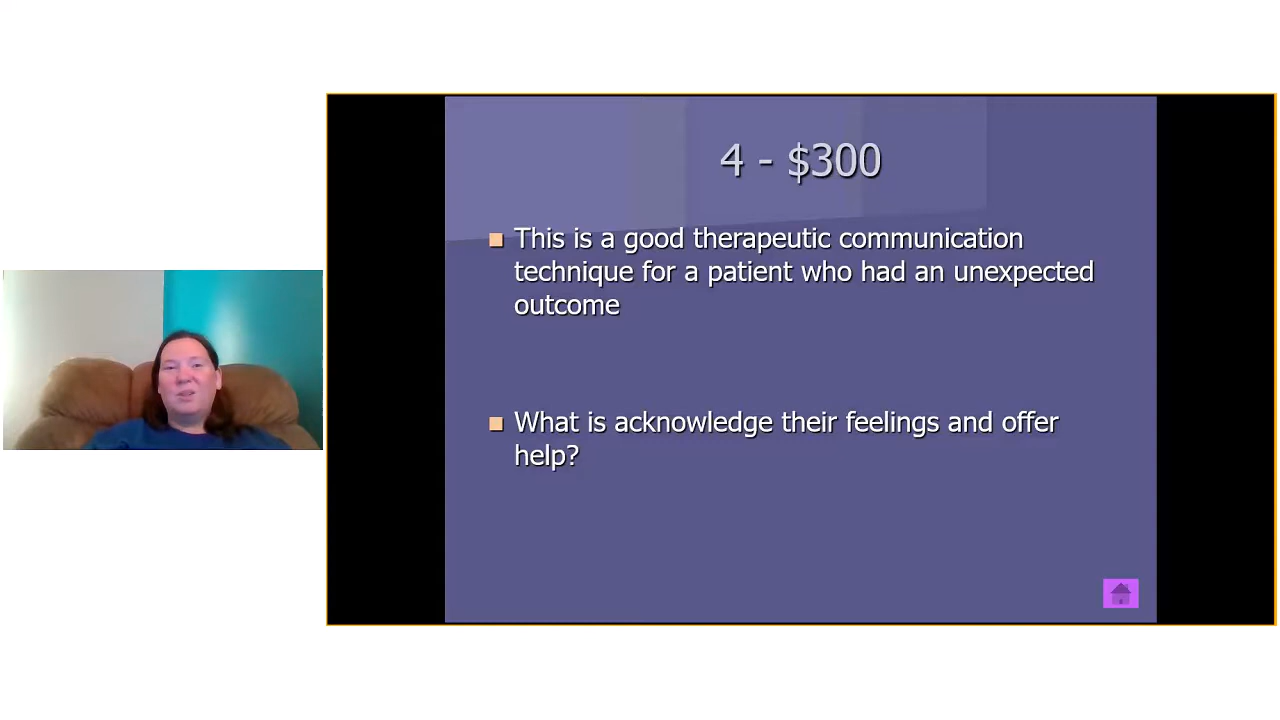 4 - $300
This is a good therapeutic communication
technique for a patient who had an unexpected
outcome
What is acknowledge their feelings and offer
help?